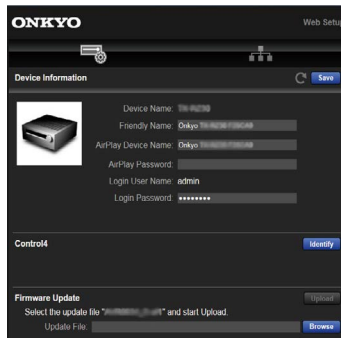 ONKYO
Web Setu
Device Information
Save
Device Name:
Friendly Name: Onkyo
AirPlay Device Name: Onkyo
AirPlay Password:
Login User Name: admin
Login Password: ••••••••
Control4
Identify
Firmware Update
Upload
Select the update file " " and start Upload.
Update File:
Browse